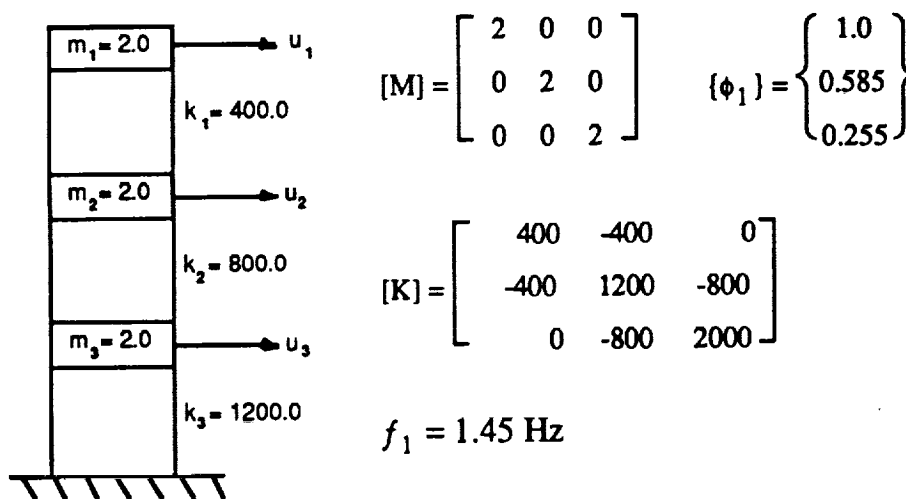 m₁= 2.0
u₁
k₁= 400.0
m₂= 2.0
u₂
k₂= 800.0
m₃= 2.0
u₃
k₃= 1200.0
[M] = [ 2 0 0
0 2 0
0 0 2 ]
{ϕ₁} = { 1.0
0.585
0.255 }
[K] = [ 400 -400 0
-400 1200 -800
0 -800 2000 ]
f₁ = 1.45 Hz